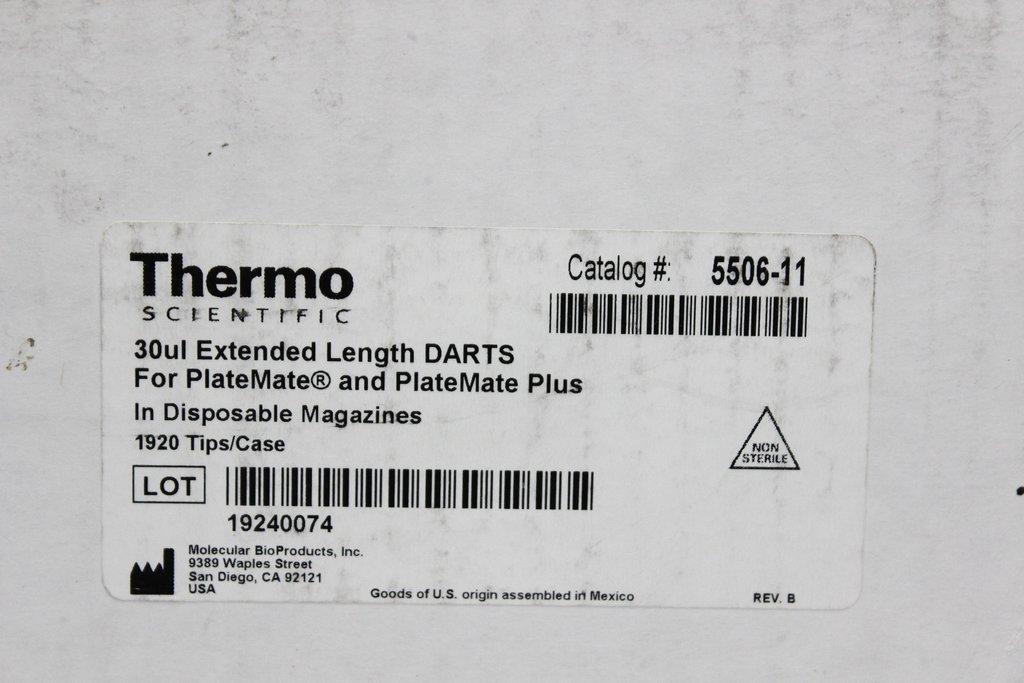 Thermo
SCIENTIFIC
Catalog #: 5506-11
30ul Extended Length DARTS
For PlateMate® and PlateMate Plus
In Disposable Magazines
1920 Tips/Case
NON
STERILE
LOT
19240074
Molecular BioProducts, Inc.
9389 Waples Street
San Diego, CA 92121
USA
Goods of U.S. origin assembled in Mexico
REV. B